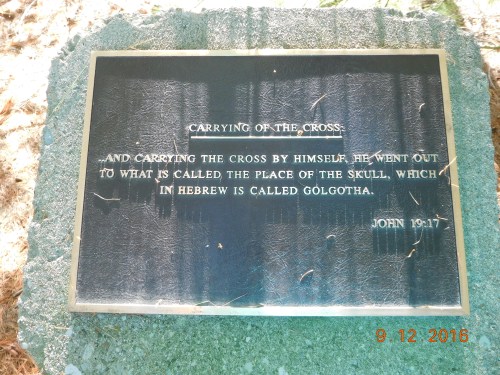 CARRYING OF THE CROSS:
...AND CARRYING THE CROSS BY HIMSELF, HE WENT OUT
TO WHAT IS CALLED, THE PLACE OF THE SKULL, WHICH
IN HEBREW IS CALLED GOLGOTHA.
JOHN 19:17
9.12.2016